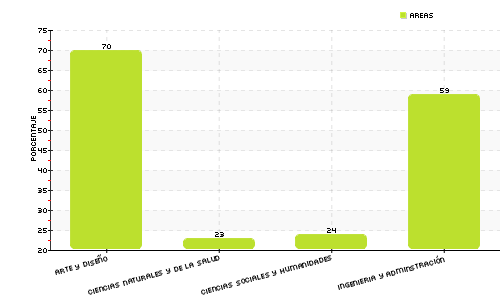 AREAS
75
70
70
65
60
59
55
50
45
40
35
30
25
24
23
20
PORCENTAJE
ARTE Y DISEÑO
CIENCIAS NATURALES Y DE LA SALUD
CIENCIAS SOCIALES Y HUMANIDADES
INGENIERIA Y ADMINSTRACIÓN